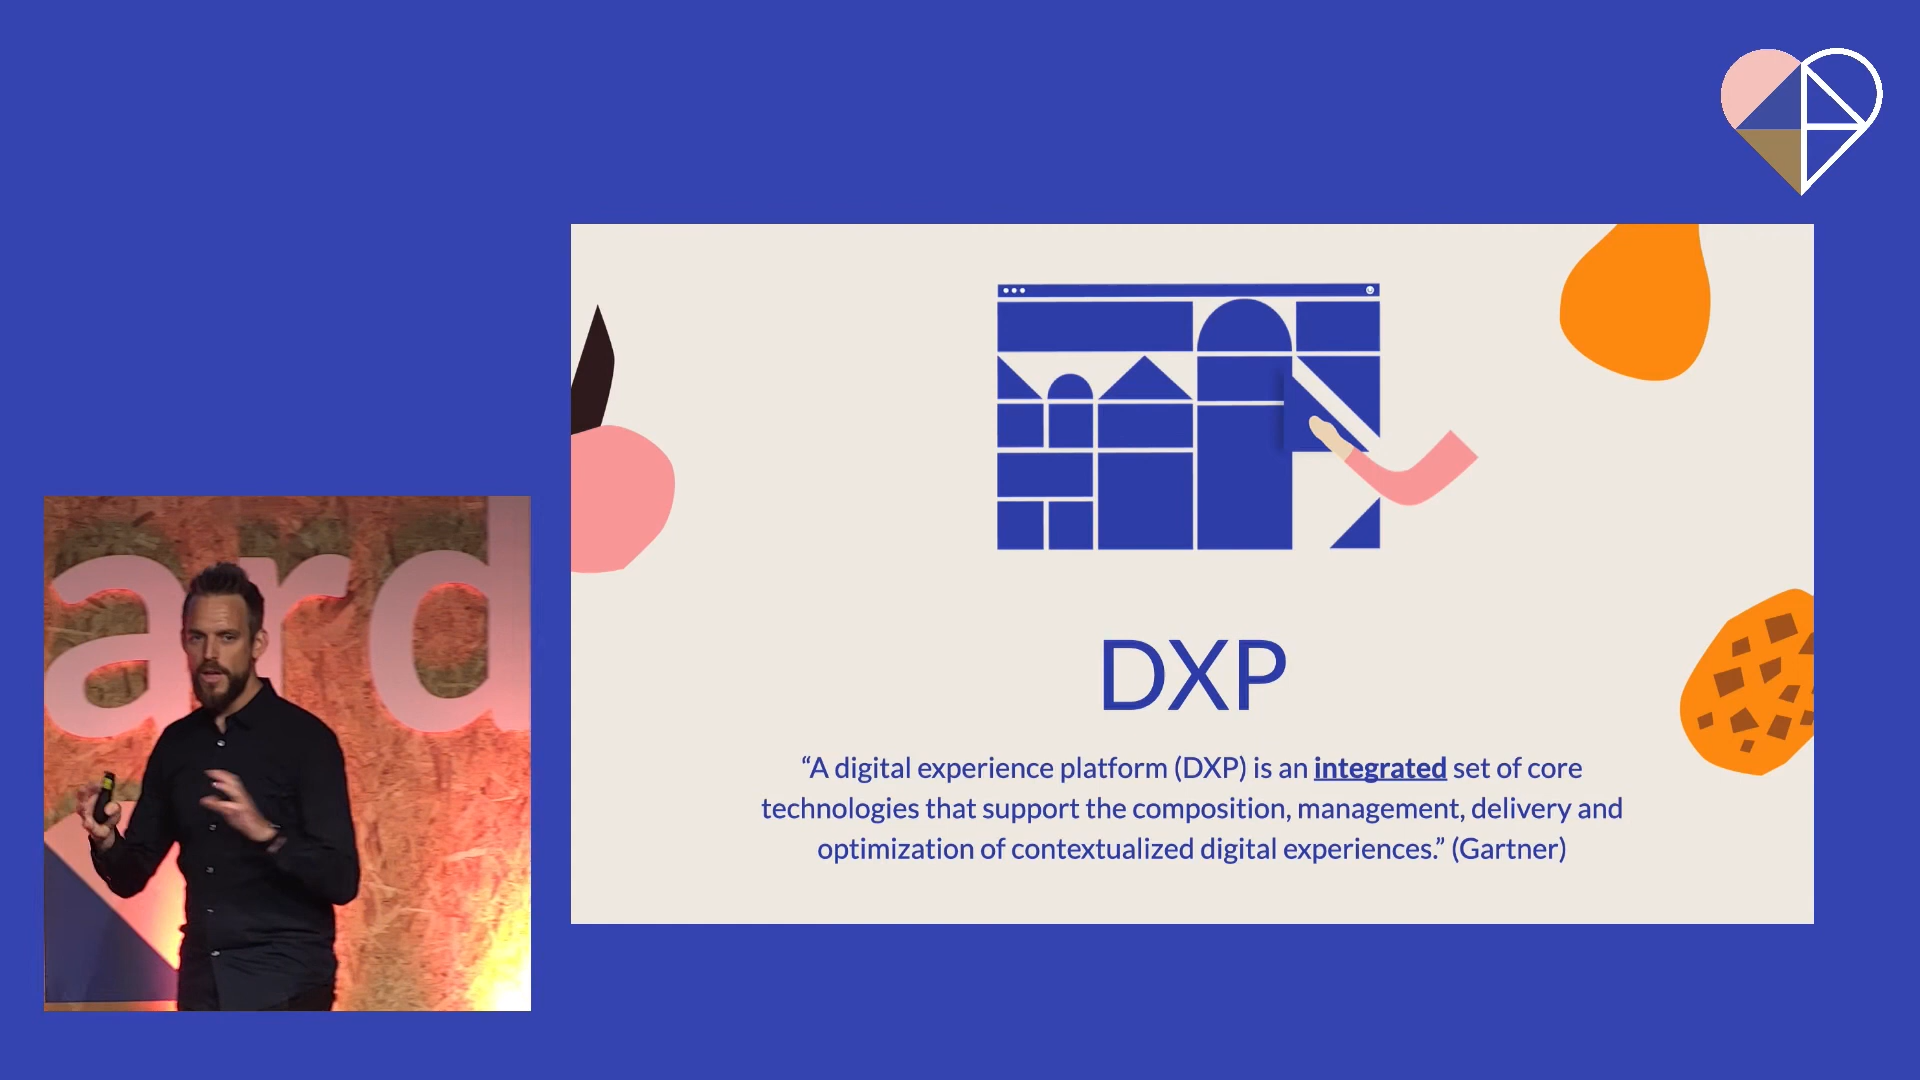 ard
DXP
“A digital experience platform (DXP) is an integrated set of core
technologies that support the composition, management, delivery and
optimization of contextualized digital experiences.” (Gartner)